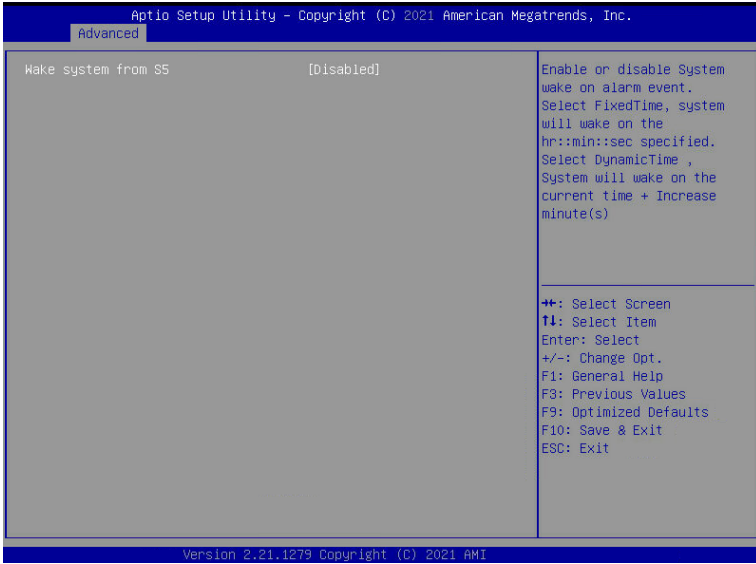 Aptio Setup Utility – Copyright (C) 2021 American Megatrends, Inc.
Advanced
Wake system from S5 [Disabled]
Enable or disable System
wake on alarm event.
Select FixedTime, system
will wake on the
hr::min::sec specified.
Select DynamicTime ,
System will wake on the
current time + Increase
minute(s)
→←: Select Screen
↑↓: Select Item
Enter: Select
+/-: Change Opt.
F1: General Help
F3: Previous Values
F9: Optimized Defaults
F10: Save & Exit
ESC: Exit
Version 2.21.1279 Copyright (C) 2021 AMI